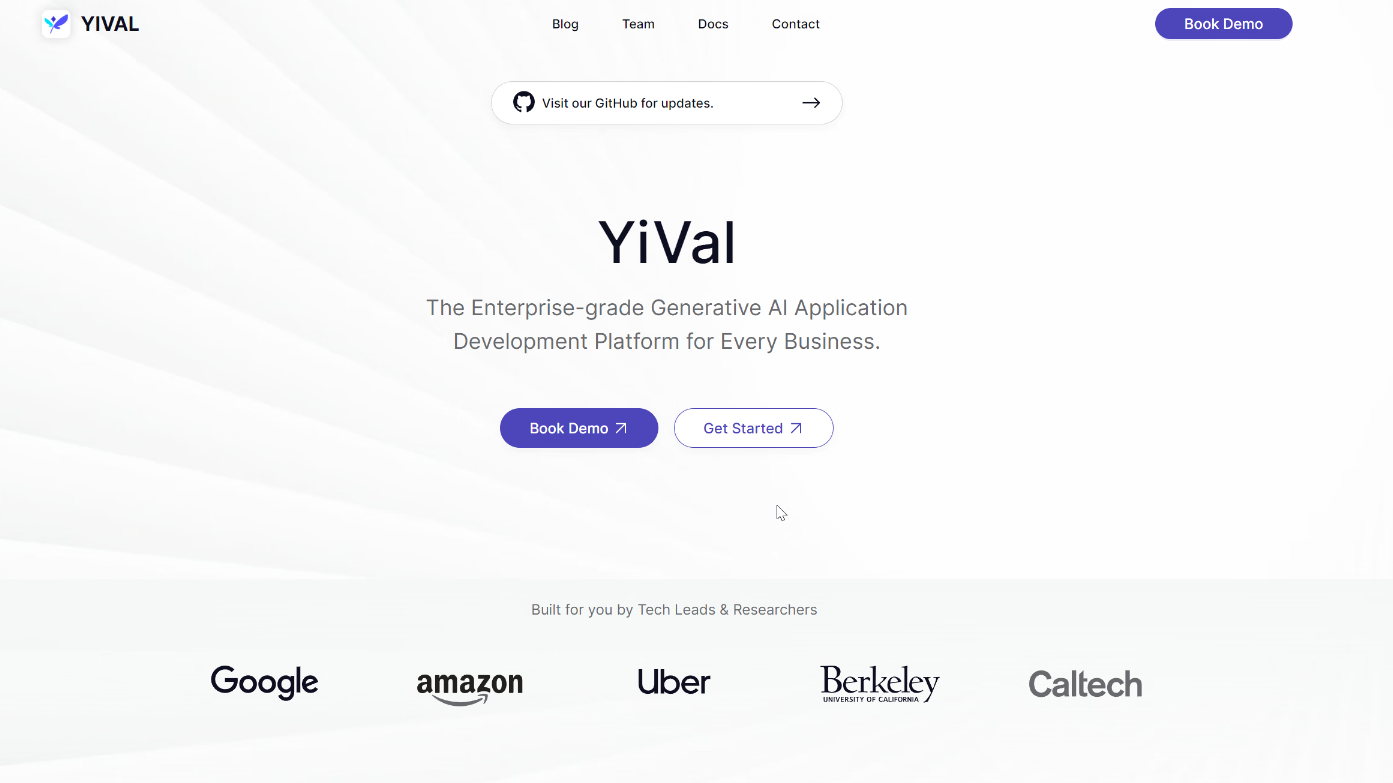 YIVAL
Blog
Team
Docs
Contact
Book Demo
Visit our GitHub for updates.
YiVal
The Enterprise-grade Generative AI Application
Development Platform for Every Business.
Book Demo
Get Started
Built for you by Tech Leads & Researchers
Google
amazon
Uber
Berkeley
UNIVERSITY OF CALIFORNIA
Caltech